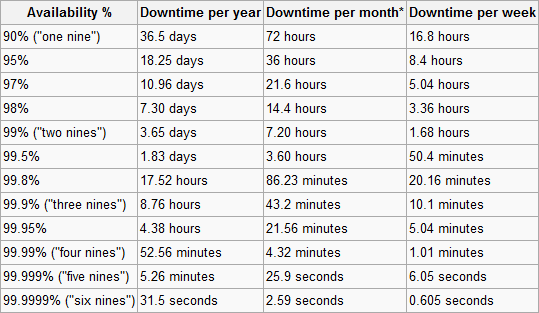 Availability % Downtime per year Downtime per month* Downtime per week
90% ("one nine") 36.5 days 72 hours 16.8 hours
95% 18.25 days 36 hours 8.4 hours
97% 10.96 days 21.6 hours 5.04 hours
98% 7.30 days 14.4 hours 3.36 hours
99% ("two nines") 3.65 days 7.20 hours 1.68 hours
99.5% 1.83 days 3.60 hours 50.4 minutes
99.8% 17.52 hours 86.23 minutes 20.16 minutes
99.9% ("three nines") 8.76 hours 43.2 minutes 10.1 minutes
99.95% 4.38 hours 21.56 minutes 5.04 minutes
99.99% ("four nines") 52.56 minutes 4.32 minutes 1.01 minutes
99.999% ("five nines") 5.26 minutes 25.9 seconds 6.05 seconds
99.9999% ("six nines") 31.5 seconds 2.59 seconds 0.605 seconds